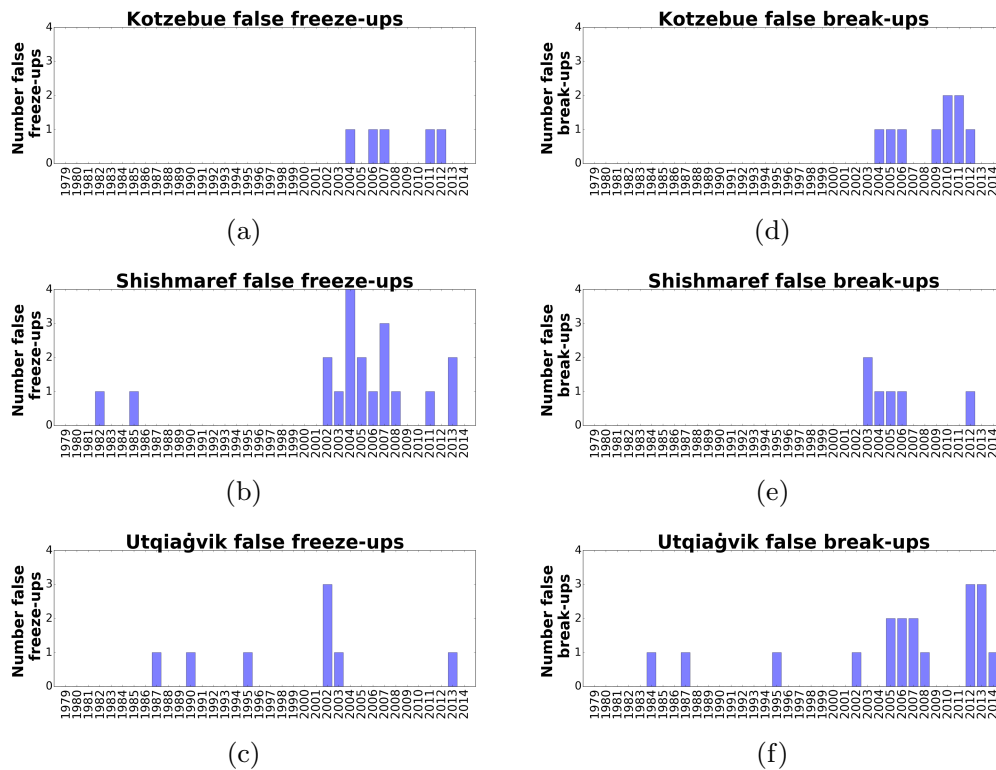 Kotzebue false freeze-ups
Number false
freeze-ups
4
3
2
1
0
1979 1980 1981 1982 1983 1984 1985 1986 1987 1988 1989 1990 1991 1992 1993 1994 1995 1996 1997 1998 1999 2000 2001 2002 2003 2004 2005 2006 2007 2008 2009 2010 2011 2012 2013 2014
(a)
Kotzebue false break-ups
Number false
break-ups
4
3
2
1
0
1979 1980 1981 1982 1983 1984 1985 1986 1987 1988 1989 1990 1991 1992 1993 1994 1995 1996 1997 1998 1999 2000 2001 2002 2003 2004 2005 2006 2007 2008 2009 2010 2011 2012 2013 2014
(d)
Shishmaref false freeze-ups
Number false
freeze-ups
4
3
2
1
0
1979 1980 1981 1982 1983 1984 1985 1986 1987 1988 1989 1990 1991 1992 1993 1994 1995 1996 1997 1998 1999 2000 2001 2002 2003 2004 2005 2006 2007 2008 2009 2010 2011 2012 2013 2014
(b)
Shishmaref false break-ups
Number false
break-ups
4
3
2
1
0
1979 1980 1981 1982 1983 1984 1985 1986 1987 1988 1989 1990 1991 1992 1993 1994 1995 1996 1997 1998 1999 2000 2001 2002 2003 2004 2005 2006 2007 2008 2009 2010 2011 2012 2013 2014
(e)
Utqiaġvik false freeze-ups
Number false
freeze-ups
4
3
2
1
0
1979 1980 1981 1982 1983 1984 1985 1986 1987 1988 1989 1990 1991 1992 1993 1994 1995 1996 1997 1998 1999 2000 2001 2002 2003 2004 2005 2006 2007 2008 2009 2010 2011 2012 2013 2014
(c)
Utqiaġvik false break-ups
Number false
break-ups
4
3
2
1
0
1979 1980 1981 1982 1983 1984 1985 1986 1987 1988 1989 1990 1991 1992 1993 1994 1995 1996 1997 1998 1999 2000 2001 2002 2003 2004 2005 2006 2007 2008 2009 2010 2011 2012 2013 2014
(f)